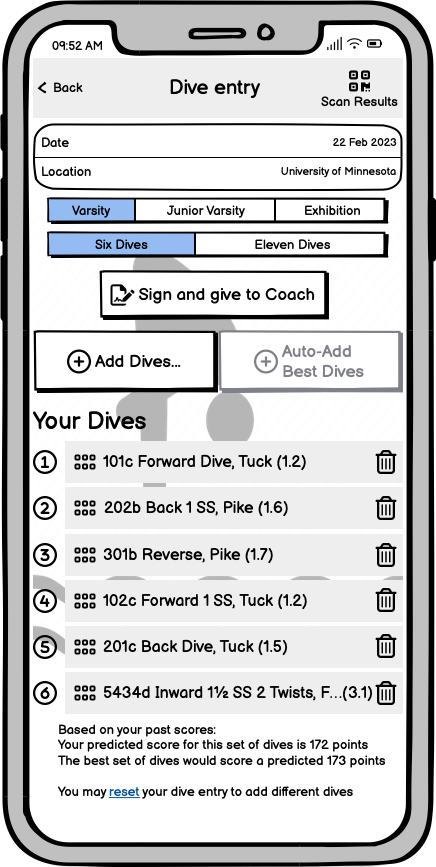 09:52 AM
Back
Dive entry
Scan Results
Date
22 Feb 2023
Location
University of Minnesota
Varsity
Junior Varsity
Exhibition
Six Dives
Eleven Dives
Sign and give to Coach
Add Dives...
Auto-Add
Best Dives
Your Dives
1 101c Forward Dive, Tuck (1.2)
2 202b Back 1 SS, Pike (1.6)
3 301b Reverse, Pike (1.7)
4 102c Forward 1 SS, Tuck (1.2)
5 201c Back Dive, Tuck (1.5)
6 5434d Inward 1½ SS 2 Twists, F...(3.1)
Based on your past scores:
Your predicted score for this set of dives is 172 points
The best set of dives would score a predicted 173 points
You may reset your dive entry to add different dives